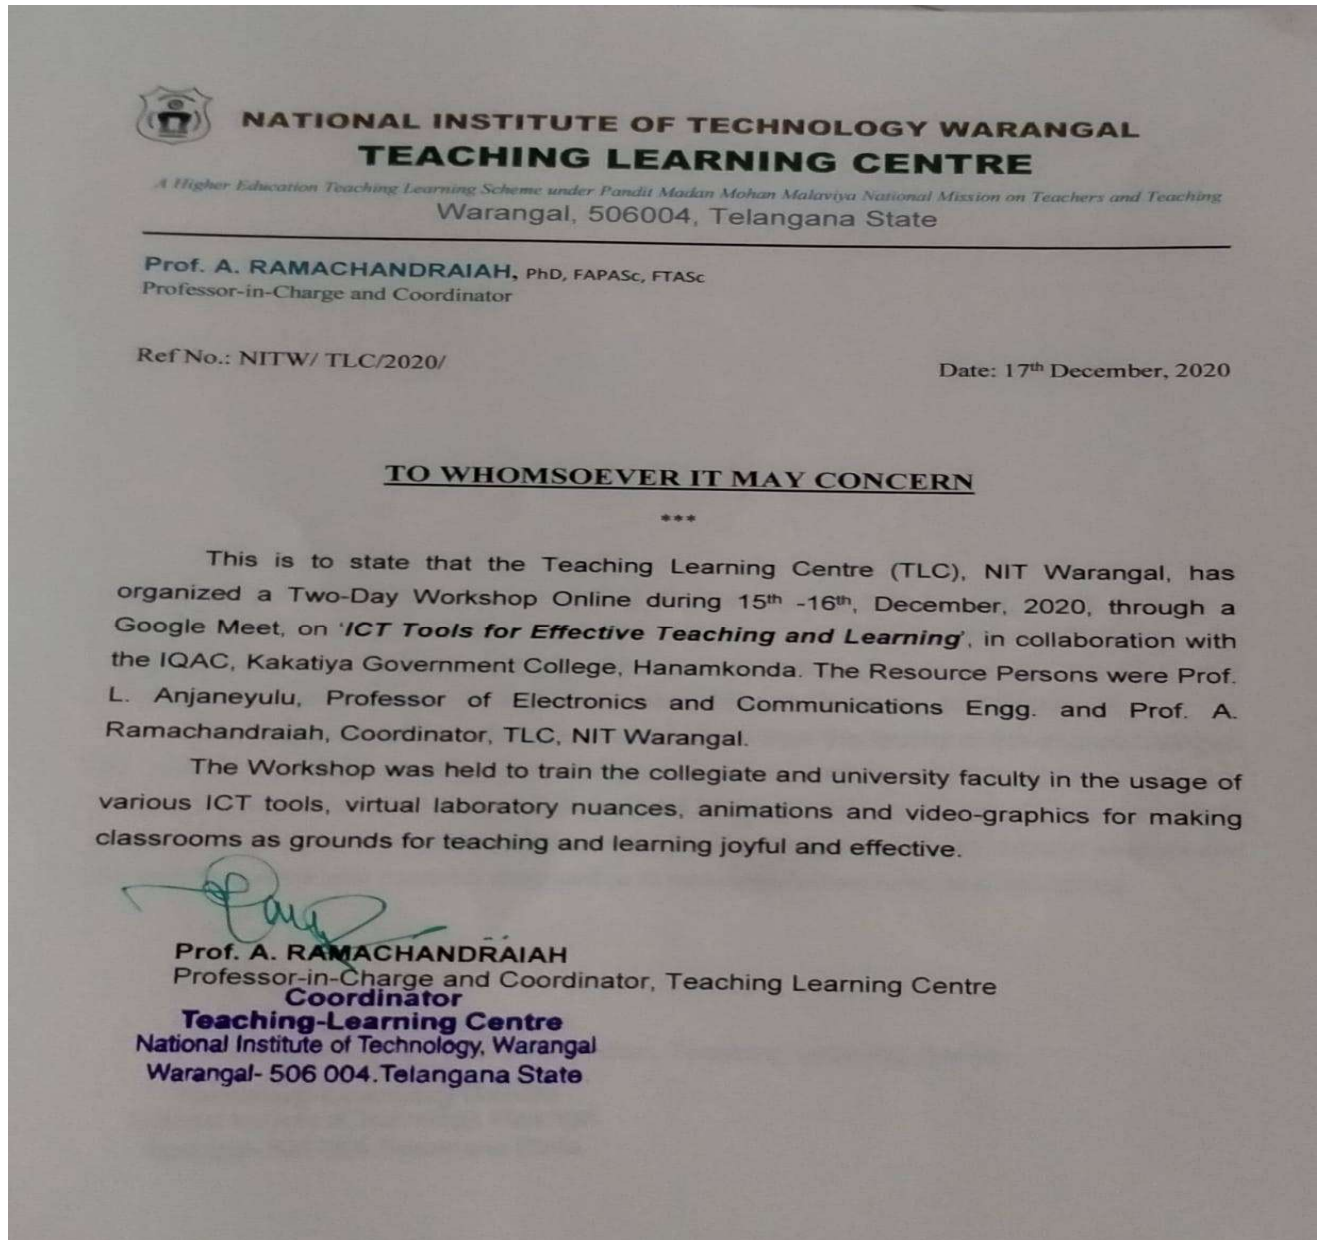 NATIONAL INSTITUTE OF TECHNOLOGY WARANGAL
TEACHING LEARNING CENTRE
A Higher Education Teaching Learning Scheme under Pandit Madan Mohan Malaviya National Mission on Teachers and Teaching
Warangal, 506004, Telangana State
Prof. A. RAMACHANDRAIAH, PhD, FAPASc, FTASc
Professor-in-Charge and Coordinator
Ref No.: NITW/ TLC/2020/
Date: 17th December, 2020
TO WHOMSOEVER IT MAY CONCERN
***
This is to state that the Teaching Learning Centre (TLC), NIT Warangal, has
organized a Two-Day Workshop Online during 15th -16th, December, 2020, through a
Google Meet, on 'ICT Tools for Effective Teaching and Learning', in collaboration with
the IQAC, Kakatiya Government College, Hanamkonda. The Resource Persons were Prof.
L. Anjaneyulu, Professor of Electronics and Communications Engg. and Prof. A.
Ramachandraiah, Coordinator, TLC, NIT Warangal.
The Workshop was held to train the collegiate and university faculty in the usage of
various ICT tools, virtual laboratory nuances, animations and video-graphics for making
classrooms as grounds for teaching and learning joyful and effective.
Prof. A. RAMACHANDRAIAH
Professor-in-Charge and Coordinator, Teaching Learning Centre
Coordinator
Teaching-Learning Centre
National Institute of Technology, Warangal
Warangal- 506 004.Telangana State